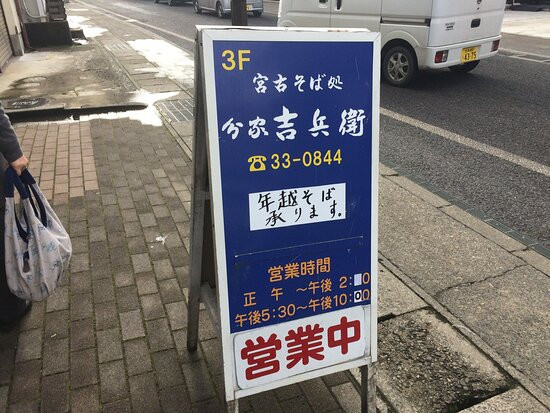 3F
宮古そば処
分家 吉兵衛
☎33-0844
年越そば
承ります。
営業時間
正 午 ～午後 2:00
午後5:30～午後10:00
営業中
43-75